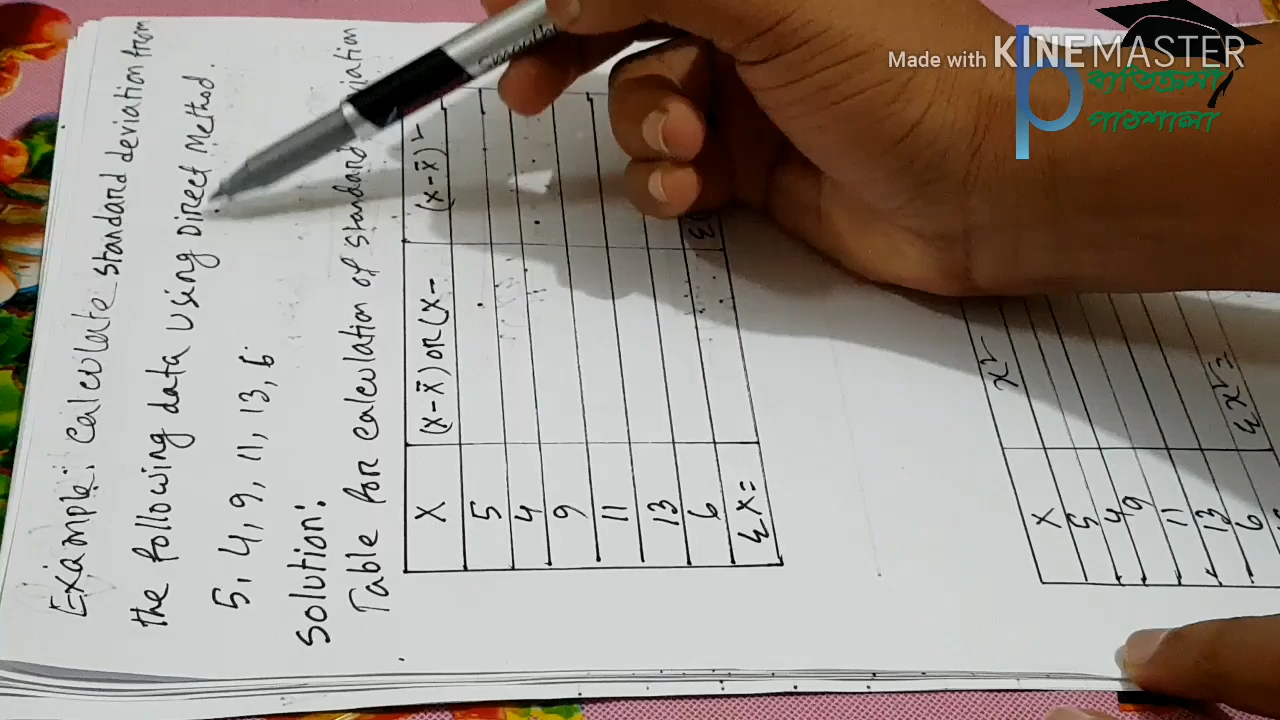 Example: Calculate standard deviation from
the following data using Direct Method.
5, 4, 9, 11, 13, 6
Solution:
Table for calculation of standard
X (x-x̄) OR (x- (x-x̄)²
5
4
9
11
13
6
ΣX=
X x²
5
4
9
11
13
6
Σx²=
Made with KINEMASTER
p
ব্যতিক্রমী
পাঠশালা